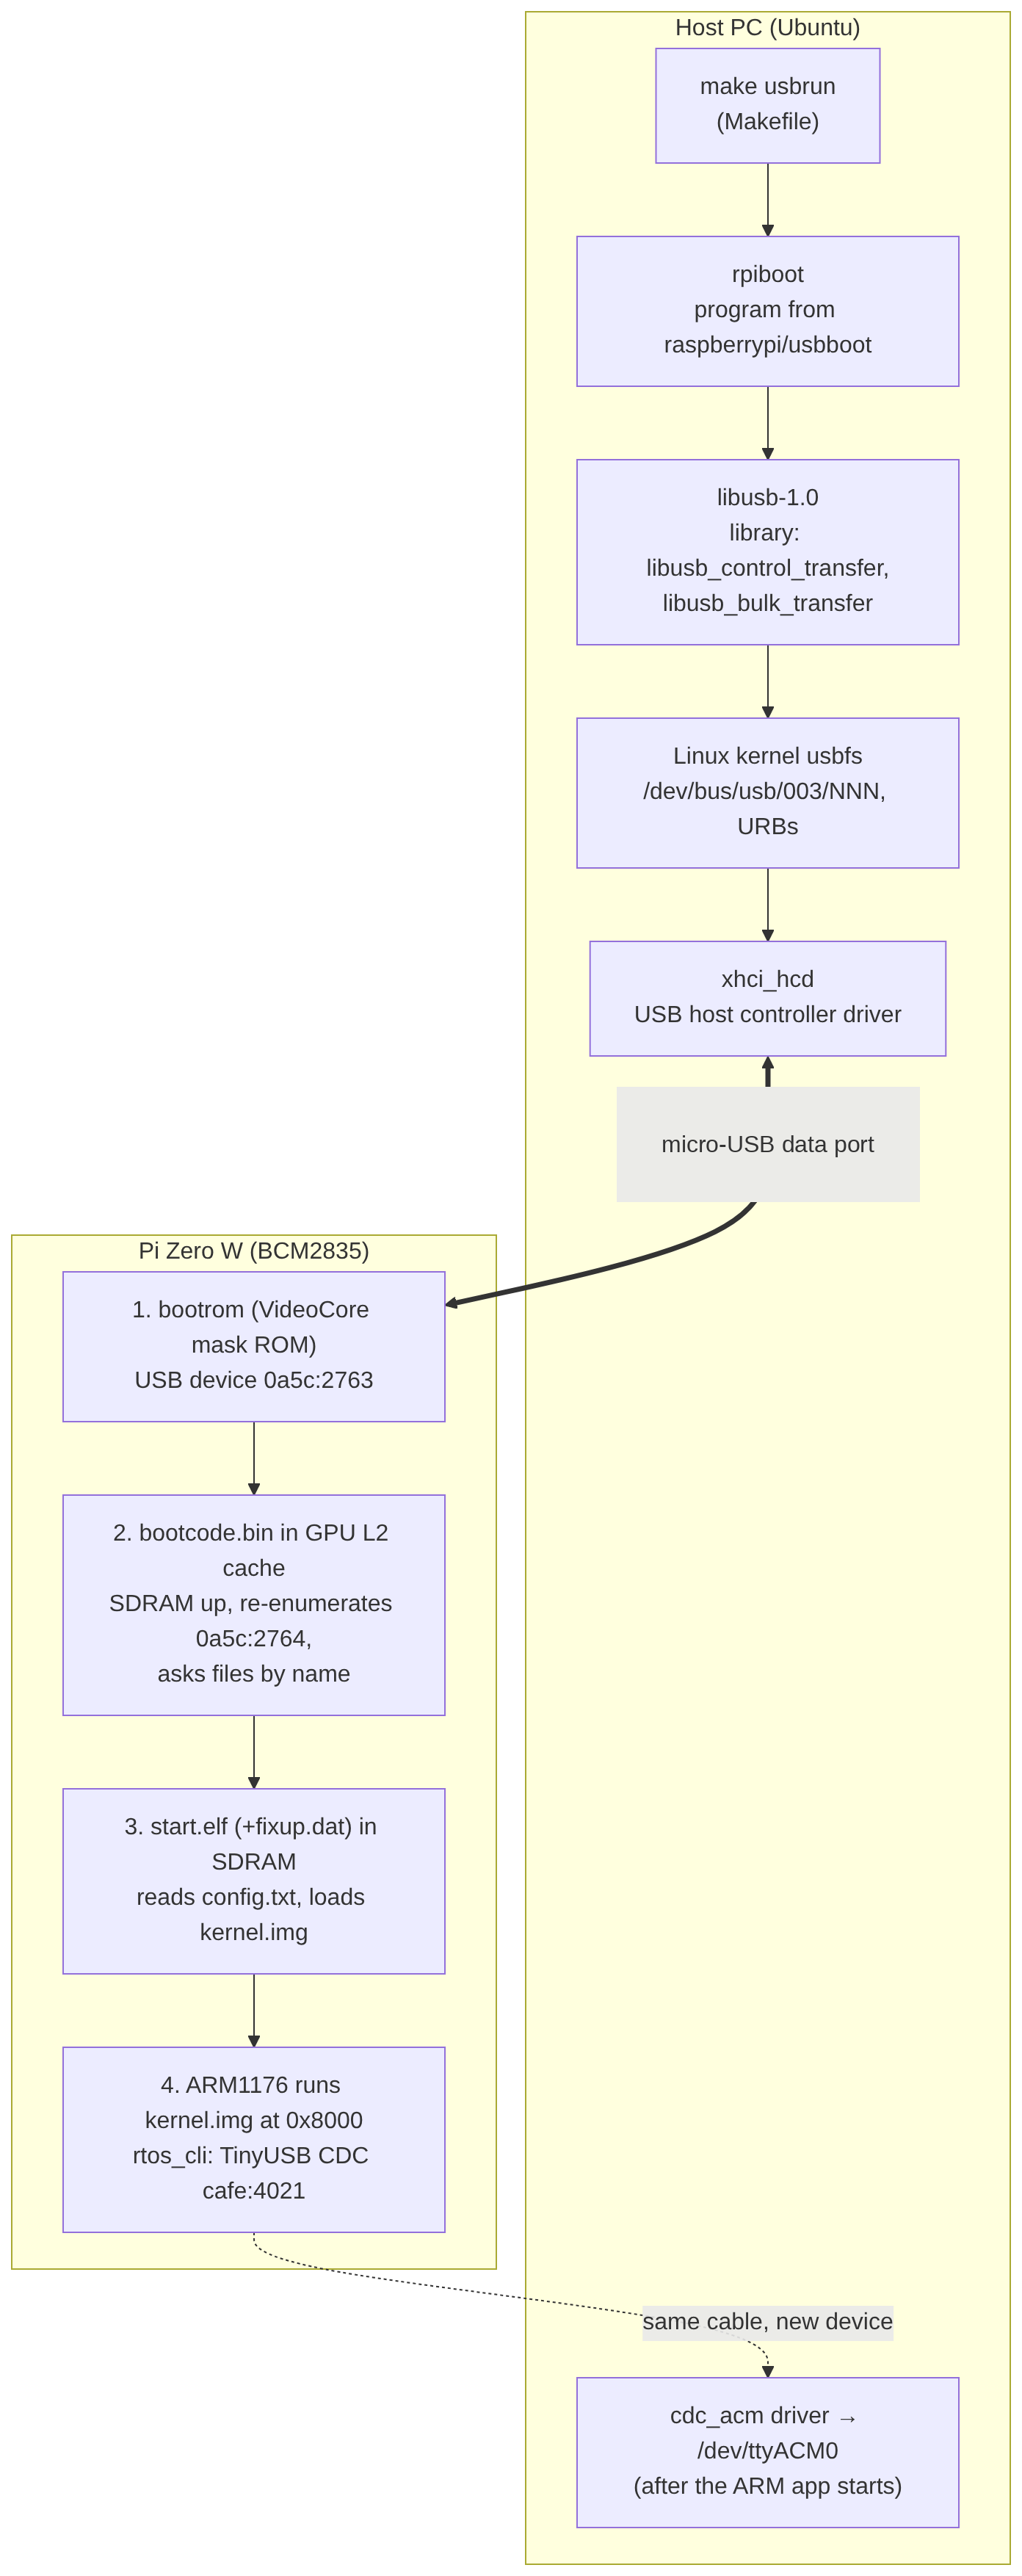 Host PC (Ubuntu)
make usbrun
(Makefile)
rpiboot
program from
raspberrypi/usbboot
libusb-1.0
library:
libusb_control_transfer,
libusb_bulk_transfer
Linux kernel usbfs
/dev/bus/usb/003/NNN,
URBs
xhci_hcd
USB host controller driver
micro-USB data port
Pi Zero W (BCM2835)
1. bootrom (VideoCore
mask ROM)
USB device 0a5c:2763
2. bootcode.bin in GPU L2
cache
SDRAM up, re-enumerates
0a5c:2764,
asks files by name
3. start.elf (+fixup.dat) in
SDRAM
reads config.txt, loads
kernel.img
4. ARM1176 runs
kernel.img at 0x8000
rtos_cli: TinyUSB CDC
cafe:4021
same cable, new device
cdc_acm driver →
/dev/ttyACM0
(after the ARM app starts)